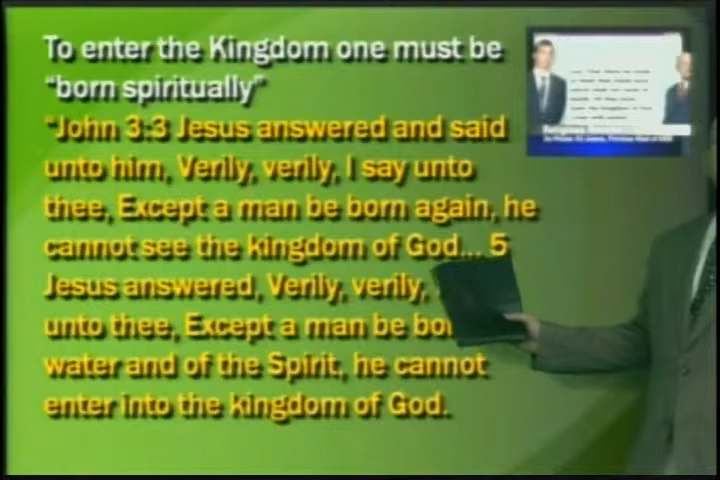 To enter the Kingdom one must be
“born spiritually”
“John 3:3 Jesus answered and said
unto him, Verily, verily, I say unto
thee, Except a man be born again, he
cannot see the kingdom of God... 5
Jesus answered, Verily, verily,
unto thee, Except a man be
water and of the Spirit, he cannot
enter into the kingdom of God.